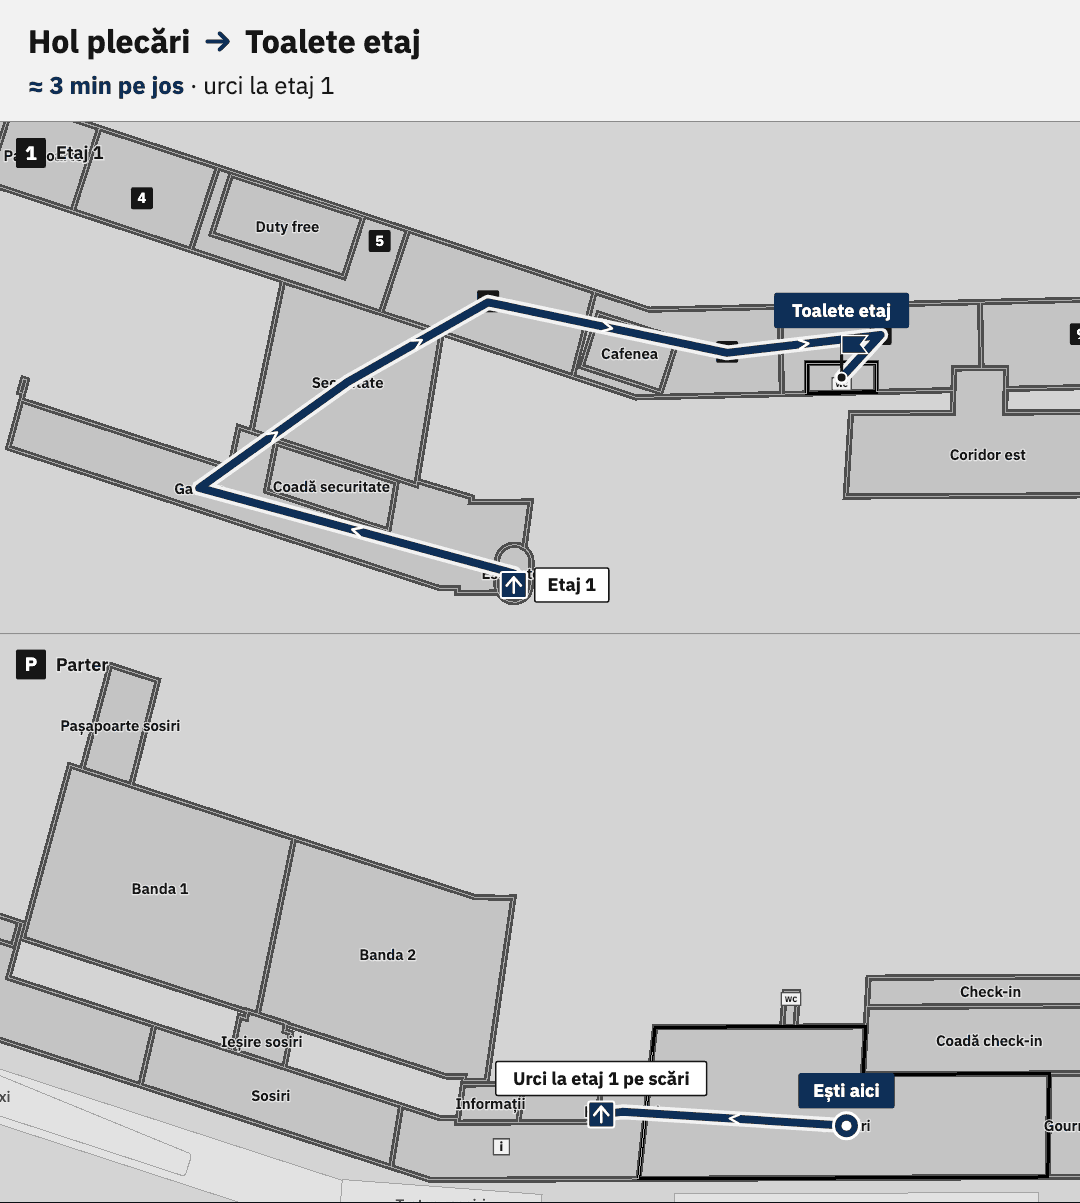 Hol plecări → Toalete etaj
≈ 3 min pe jos · urci la etaj 1
1 Etaj 1
4
Duty free
5
Toalete etaj
Cafenea
wc
Coridor est
Coadă securitate
Etaj 1
P Parter
Pașapoarte sosiri
Banda 1
Banda 2
wc
Check-in
Coadă check-in
Ieșire sosiri
Urci la etaj 1 pe scări
Ești aici
Sosiri
Informații
i